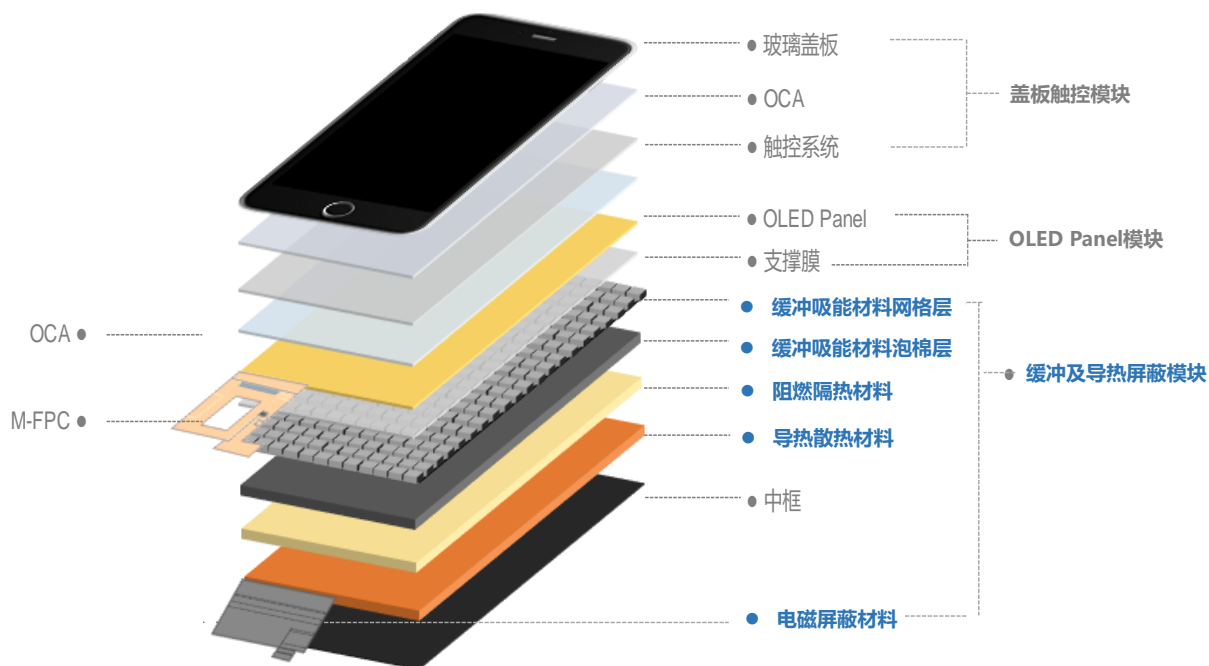 玻璃盖板
OCA
盖板触控模块
触控系统
OLED Panel
OLED Panel模块
支撑膜
缓冲吸能材料网格层
OCA
缓冲吸能材料泡棉层
缓冲及导热屏蔽模块
阻燃隔热材料
M-FPC
导热散热材料
中框
电磁屏蔽材料